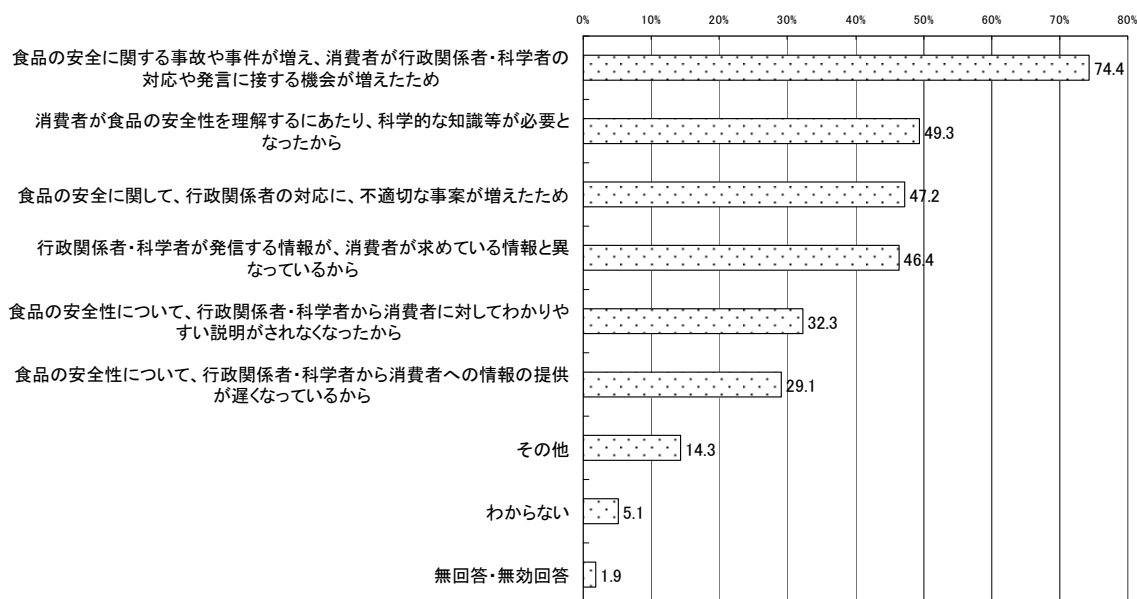 0% 10% 20% 30% 40% 50% 60% 70% 80%
食品の安全に関する事故や事件が増え、消費者が行政関係者・科学者の
対応や発言に接する機会が増えたため
74.4
消費者が食品の安全性を理解するにあたり、科学的な知識等が必要と
なったから
49.3
食品の安全に関して、行政関係者の対応に、不適切な事案が増えたため
47.2
行政関係者・科学者が発信する情報が、消費者が求めている情報と異
なっているから
46.4
食品の安全性について、行政関係者・科学者から消費者に対してわかりや
すい説明がされなくなったから
32.3
食品の安全性について、行政関係者・科学者から消費者への情報の提供
が遅くなっているから
29.1
その他
14.3
わからない
5.1
無回答・無効回答
1.9